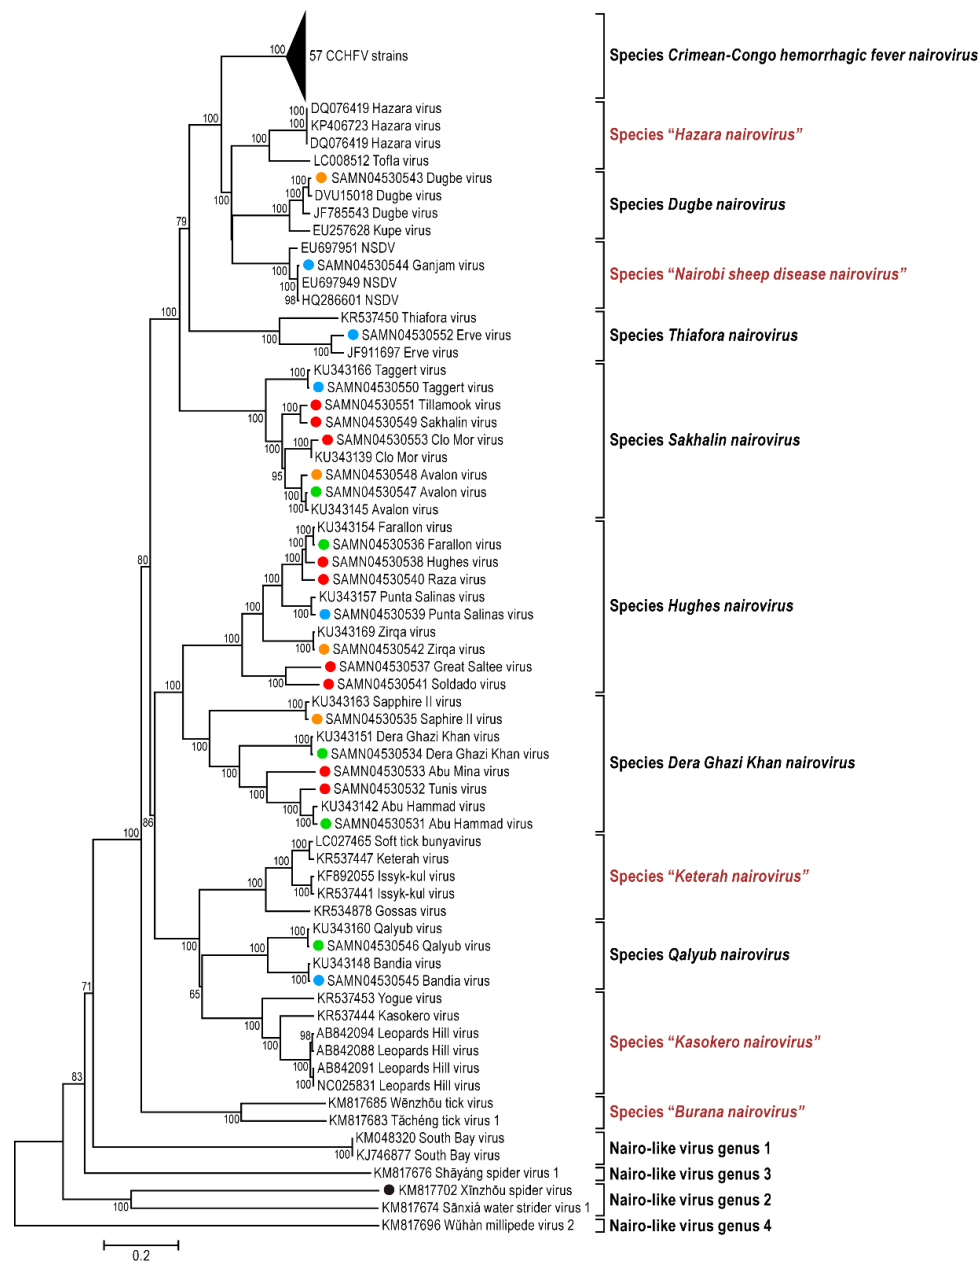 57 CCHFV strains
Species Crimean-Congo hemorrhagic fever nairovirus
100
100
DQ076419 Hazara virus
100
KP406723 Hazara virus
100
DQ076419 Hazara virus
100
LC008512 Tofla virus
Species “Hazara nairovirus”
100
SAMN04530543 Dugbe virus
100
DVU15018 Dugbe virus
100
JF785543 Dugbe virus
100
EU257628 Kupe virus
Species Dugbe nairovirus
100
79
EU697951 NSDV
100
SAMN04530544 Ganjam virus
100
EU697949 NSDV
98
HQ286601 NSDV
Species “Nairobi sheep disease nairovirus”
100
KR537450 Thiafora virus
100
SAMN04530552 Erve virus
100
JF911697 Erve virus
Species Thiafora nairovirus
KU343166 Taggert virus
100
SAMN04530550 Taggert virus
100
SAMN04530551 Tillamook virus
100
SAMN04530549 Sakhalin virus
100
SAMN04530553 Clo Mor virus
100
KU343139 Clo Mor virus
95
SAMN04530548 Avalon virus
100
SAMN04530547 Avalon virus
100
KU343145 Avalon virus
Species Sakhalin nairovirus
KU343154 Farallon virus
100
SAMN04530536 Farallon virus
100
SAMN04530538 Hughes virus
100
SAMN04530540 Raza virus
80
100
KU343157 Punta Salinas virus
100
SAMN04530539 Punta Salinas virus
100
KU343169 Zirqa virus
100
SAMN04530542 Zirqa virus
100
SAMN04530537 Great Saltee virus
100
SAMN04530541 Soldado virus
Species Hughes nairovirus
100
KU343163 Sapphire II virus
100
SAMN04530535 Saphire II virus
100
KU343151 Dera Ghazi Khan virus
100
SAMN04530534 Dera Ghazi Khan virus
100
SAMN04530533 Abu Mina virus
100
SAMN04530532 Tunis virus
KU343142 Abu Hammad virus
100
SAMN04530531 Abu Hammad virus
Species Dera Ghazi Khan nairovirus
86
100
LC027465 Soft tick bunyavirus
100
KR537447 Keterah virus
100
KF892055 Issyk-kul virus
100
KR537441 Issyk-kul virus
100
KR534878 Gossas virus
Species “Keterah nairovirus”
100
KU343160 Qalyub virus
100
SAMN04530546 Qalyub virus
100
KU343148 Bandia virus
100
SAMN04530545 Bandia virus
Species Qalyub nairovirus
65
KR537453 Yogue virus
100
KR537444 Kasokero virus
100
98
AB842094 Leopards Hill virus
AB842088 Leopards Hill virus
AB842091 Leopards Hill virus
100
NC025831 Leopards Hill virus
Species “Kasokero nairovirus”
71
83
KM817685 Wēnzhōu tick virus
100
KM817683 Tǎchéng tick virus 1
Species “Burana nairovirus”
KM048320 South Bay virus
100
KJ746877 South Bay virus
Nairo-like virus genus 1
KM817676 Shāyáng spider virus 1
Nairo-like virus genus 3
KM817702 Xīnzhōu spider virus
100
KM817674 Sānxiá water strider virus 1
Nairo-like virus genus 2
KM817696 Wǔhàn millipede virus 2
Nairo-like virus genus 4
0.2